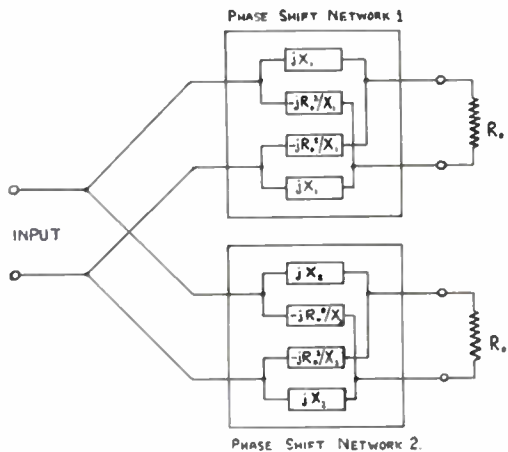 PHASE SHIFT NETWORK 1
jX₁
-jR₀²/X₁
-jR₀²/X₁
jX₁
R₀
INPUT
jX₂
-jR₀²/X₂
-jR₀²/X₂
jX₂
R₀
PHASE SHIFT NETWORK 2.